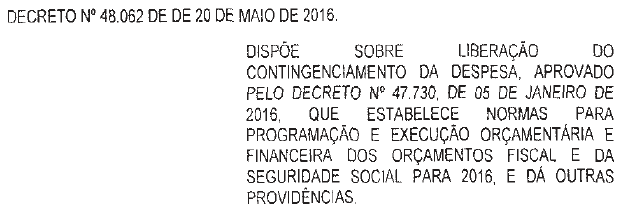 DECRETO Nº 48.062 DE DE 20 DE MAIO DE 2016.
DISPÕE SOBRE LIBERAÇÃO DO
CONTINGENCIAMENTO DA DESPESA, APROVADO
PELO DECRETO Nº 47.730, DE 05 DE JANEIRO DE
2016, QUE ESTABELECE NORMAS PARA
PROGRAMAÇÃO E EXECUÇÃO ORÇAMENTÁRIA E
FINANCEIRA DOS ORÇAMENTOS FISCAL E DA
SEGURIDADE SOCIAL PARA 2016, E DÁ OUTRAS
PROVIDÊNCIAS.